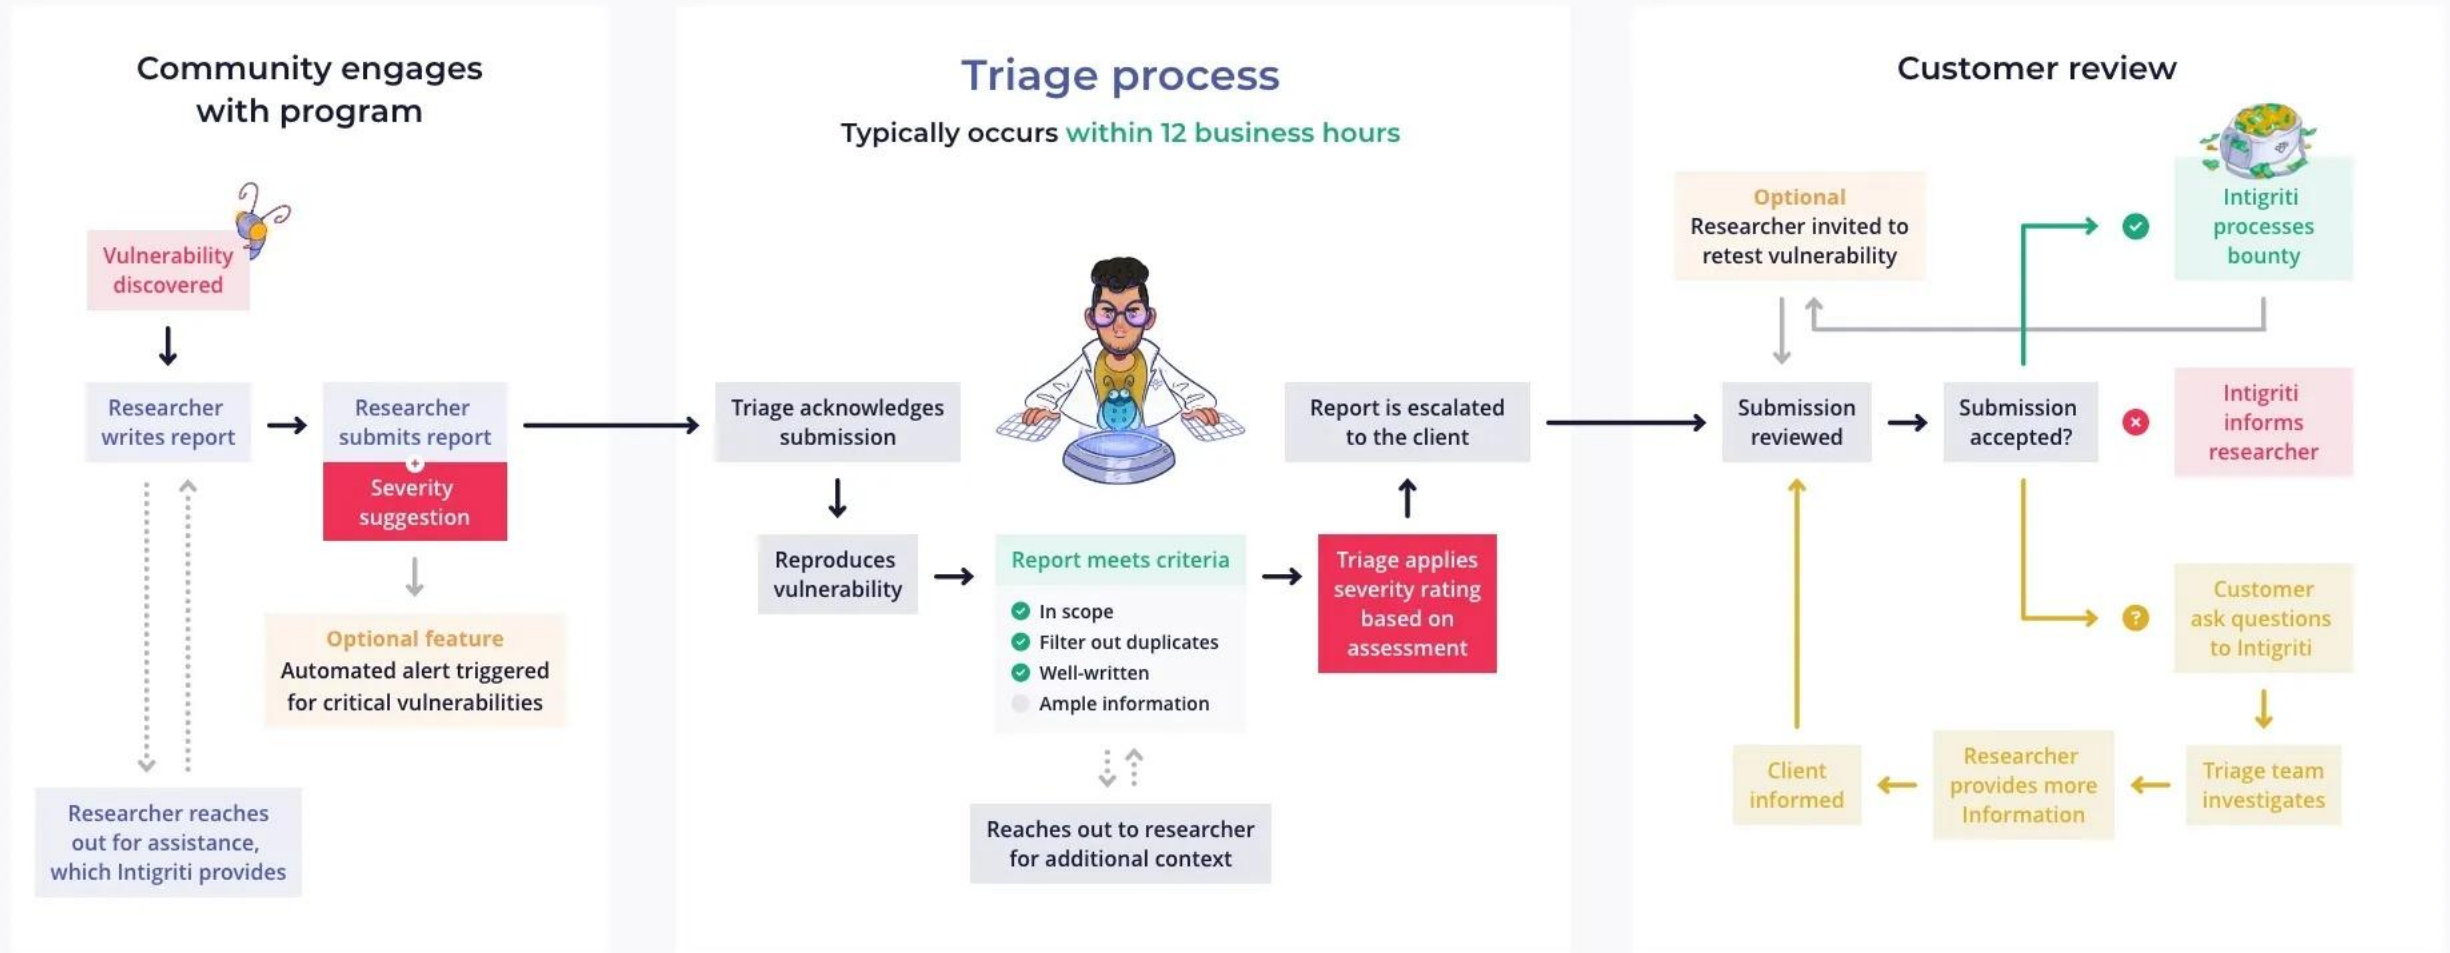 Community engages
with program
Vulnerability
discovered
Researcher
writes report
Researcher
submits report
Severity
suggestion
Optional feature
Automated alert triggered
for critical vulnerabilities
Researcher reaches
out for assistance,
which Intigriti provides
Triage process
Typically occurs within 12 business hours
Triage acknowledges
submission
Reproduces
vulnerability
Report meets criteria
In scope
Filter out duplicates
Well-written
Ample information
Reaches out to researcher
for additional context
Triage applies
severity rating
based on
assessment
Report is escalated
to the client
Customer review
Optional
Researcher invited to
retest vulnerability
Submission
reviewed
Submission
accepted?
Intigriti
processes
bounty
Intigriti
informs
researcher
?
Customer
ask questions
to Intigriti
Triage team
investigates
Researcher
provides more
Information
Client
informed